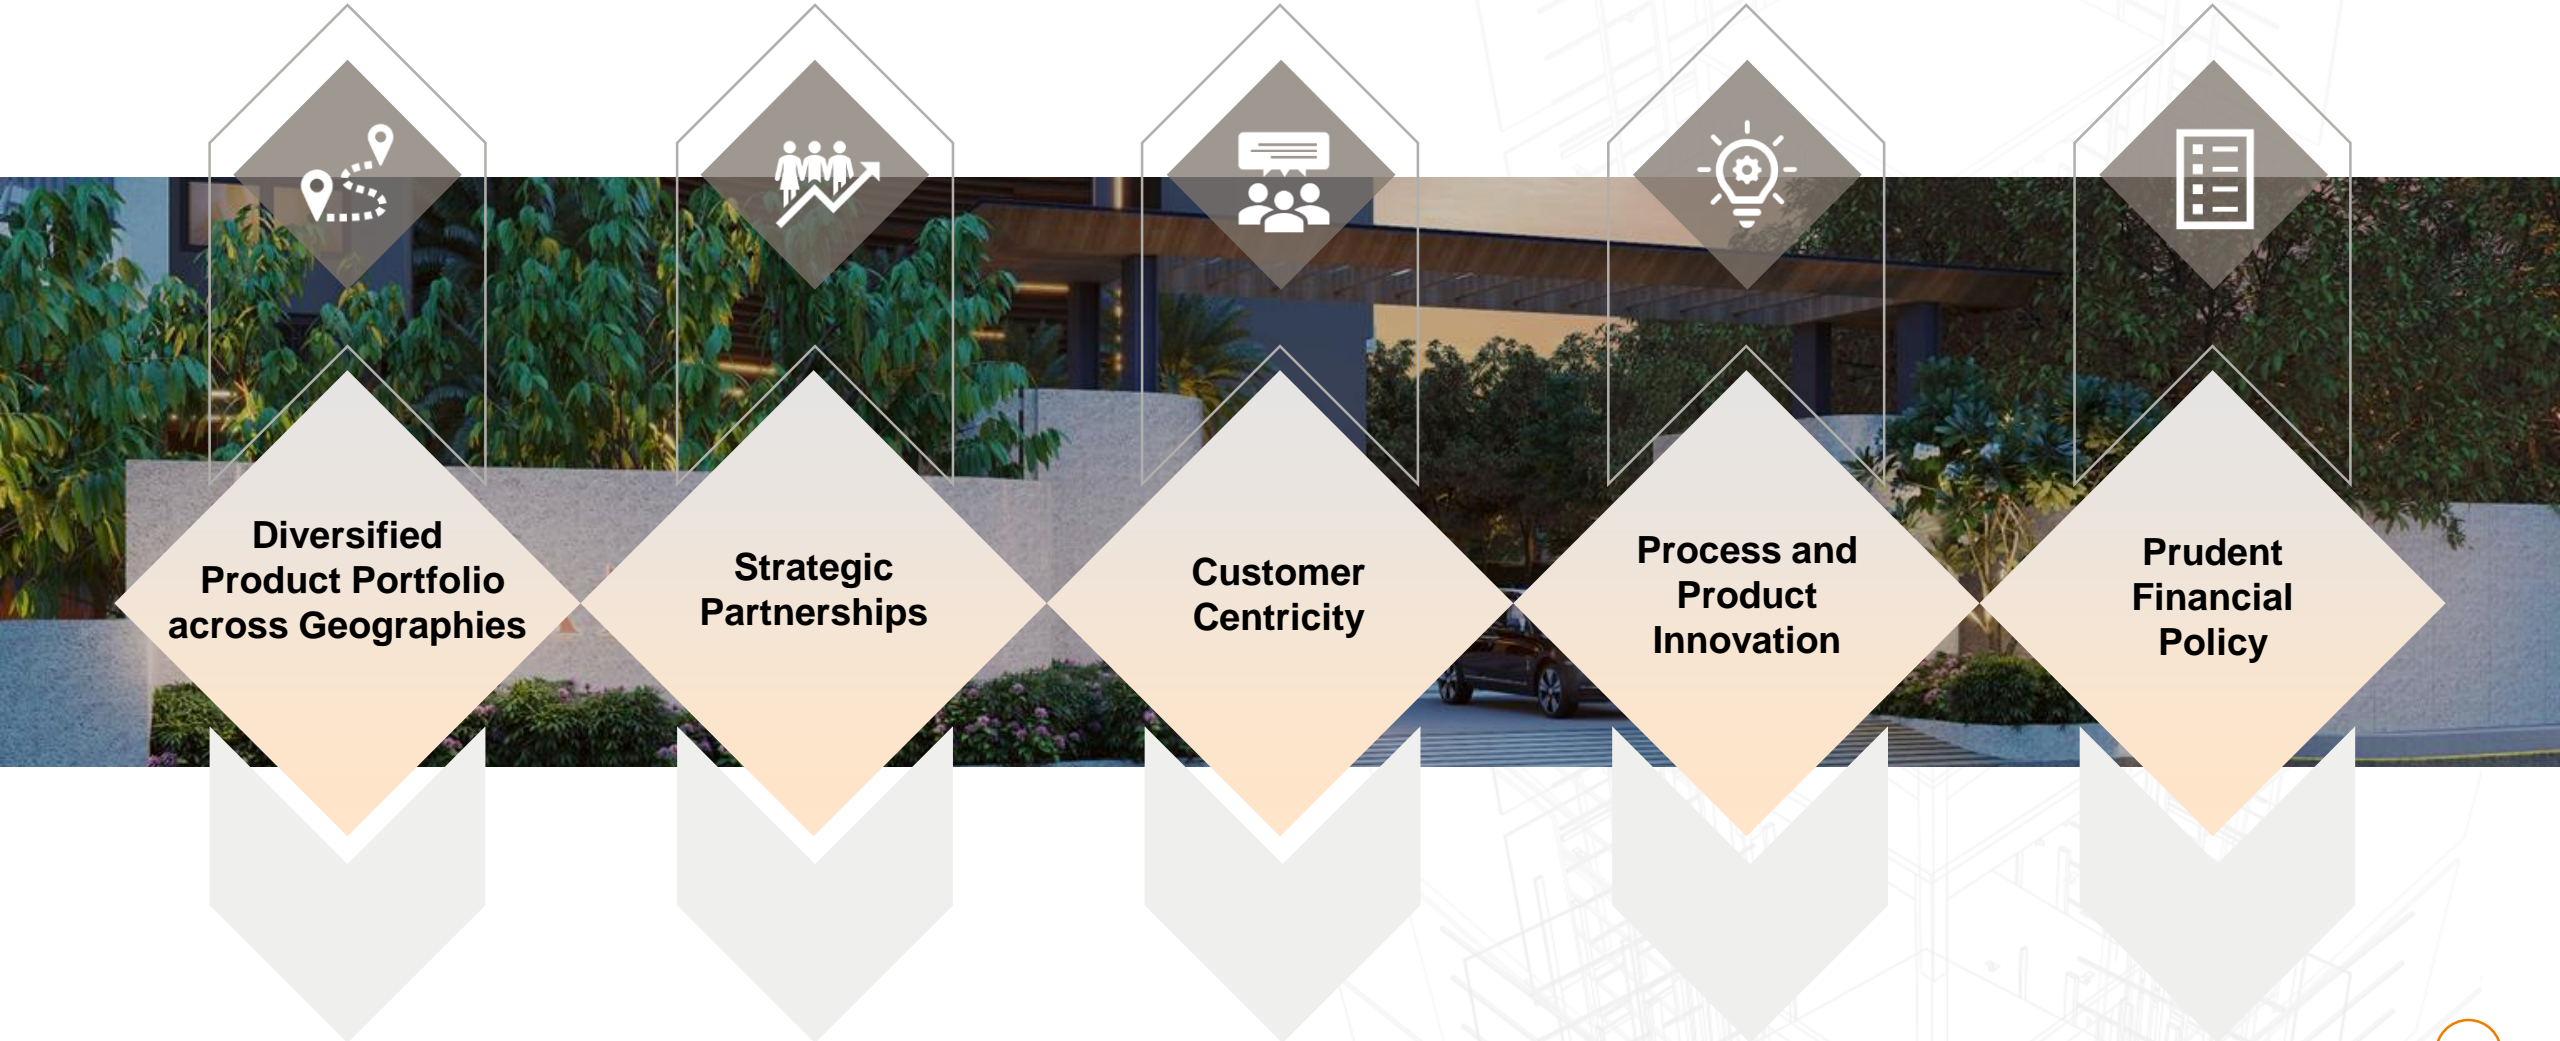 Diversified
Product Portfolio
across Geographies
Strategic
Partnerships
Customer
Centricity
Process and
Product
Innovation
Prudent
Financial
Policy